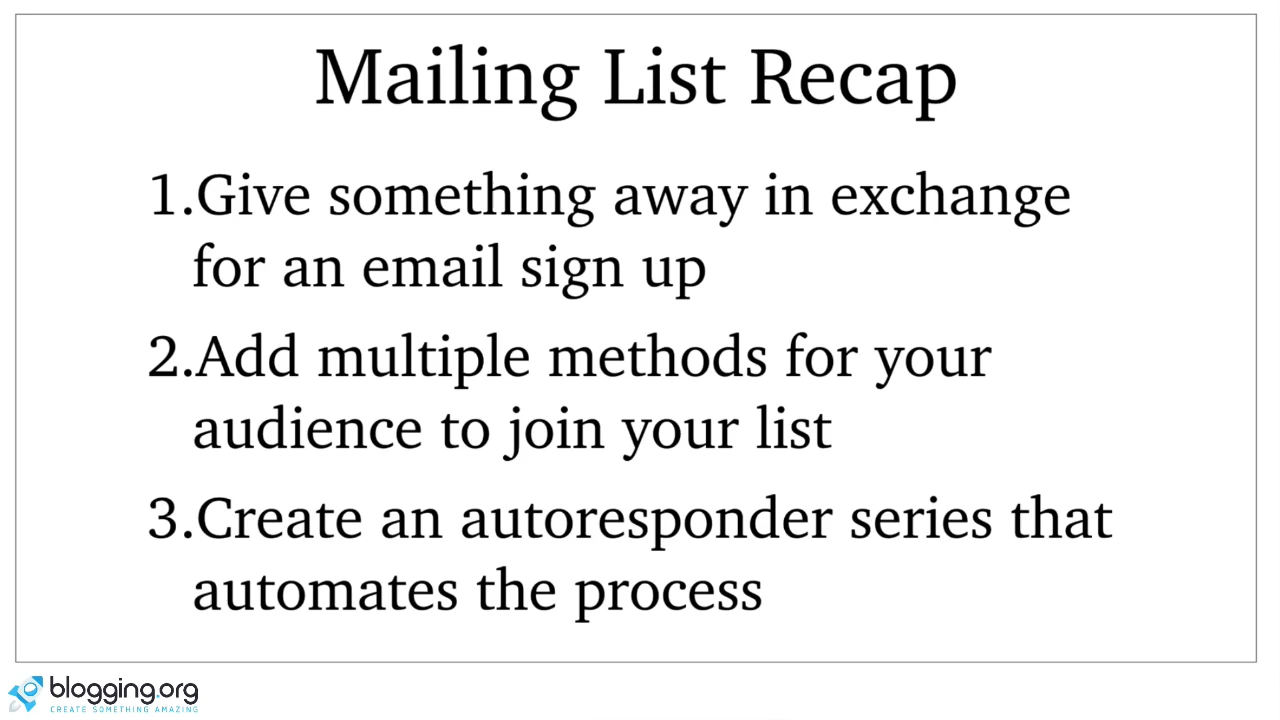 Mailing List Recap
1.Give something away in exchange
for an email sign up
2.Add multiple methods for your
audience to join your list
3.Create an autoresponder series that
automates the process
blogging.org
CREATE SOMETHING AMAZING